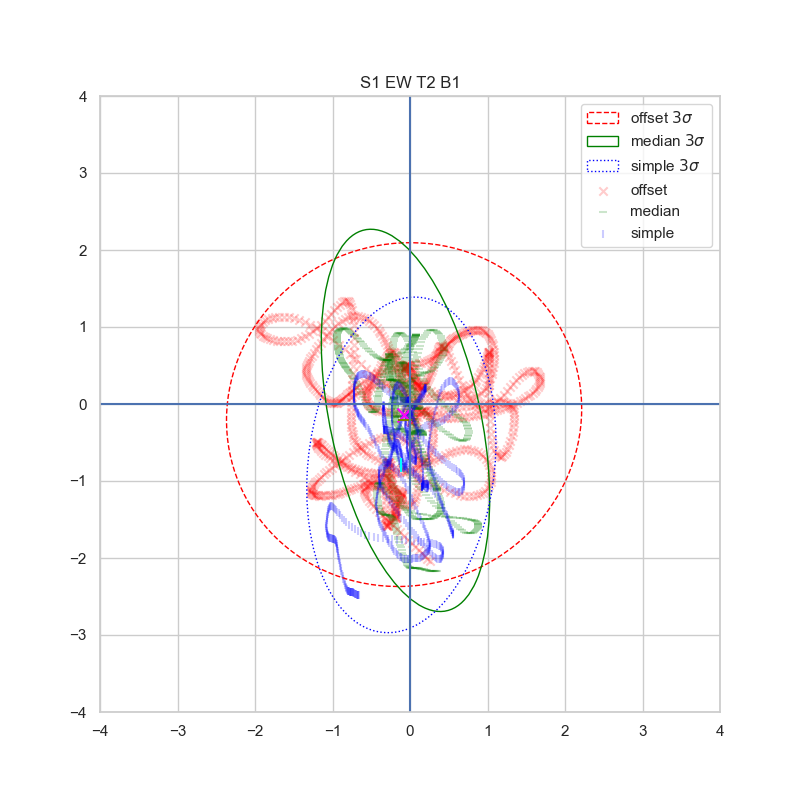 S1 EW T2 B1
offset 3σ
median 3σ
simple 3σ
offset
median
simple
4
3
2
1
0
−1
−2
−3
−4
−4 −3 −2 −1 0 1 2 3 4